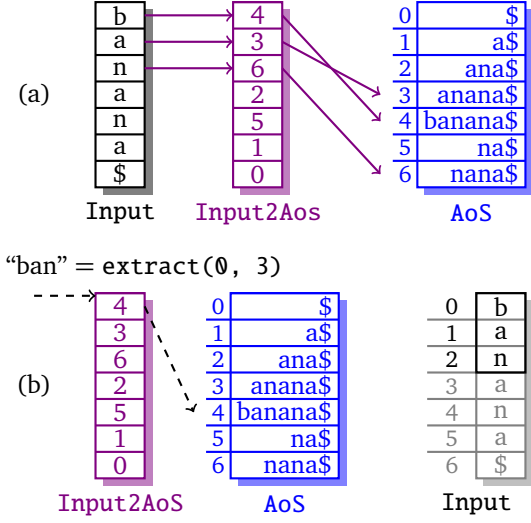 b 4 0 $
a 3 1 a$
n 6 2 ana$
(a) a 2 3 anana$
n 5 4 banana$
a 1 5 na$
$ 0 6 nana$
Input Input2Aos AoS
“ban” = extract(0, 3)
4 0 $ 0 b
3 1 a$ 1 a
6 2 ana$ 2 n
(b) 2 3 anana$ 3 a
5 4 banana$ 4 n
1 5 na$ 5 a
0 6 nana$ 6 $
Input2AoS AoS Input